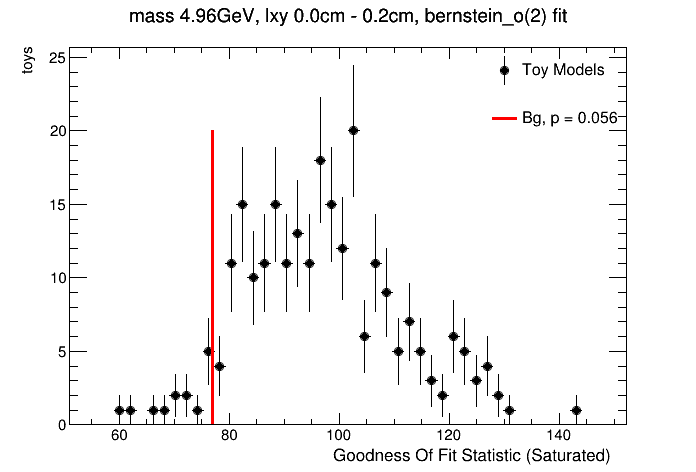 mass 4.96GeV, lxy 0.0cm - 0.2cm, bernstein_o(2) fit
toys
25
20
15
10
5
0
Toy Models
Bg, p = 0.056
60
80
100
120
140
Goodness Of Fit Statistic (Saturated)